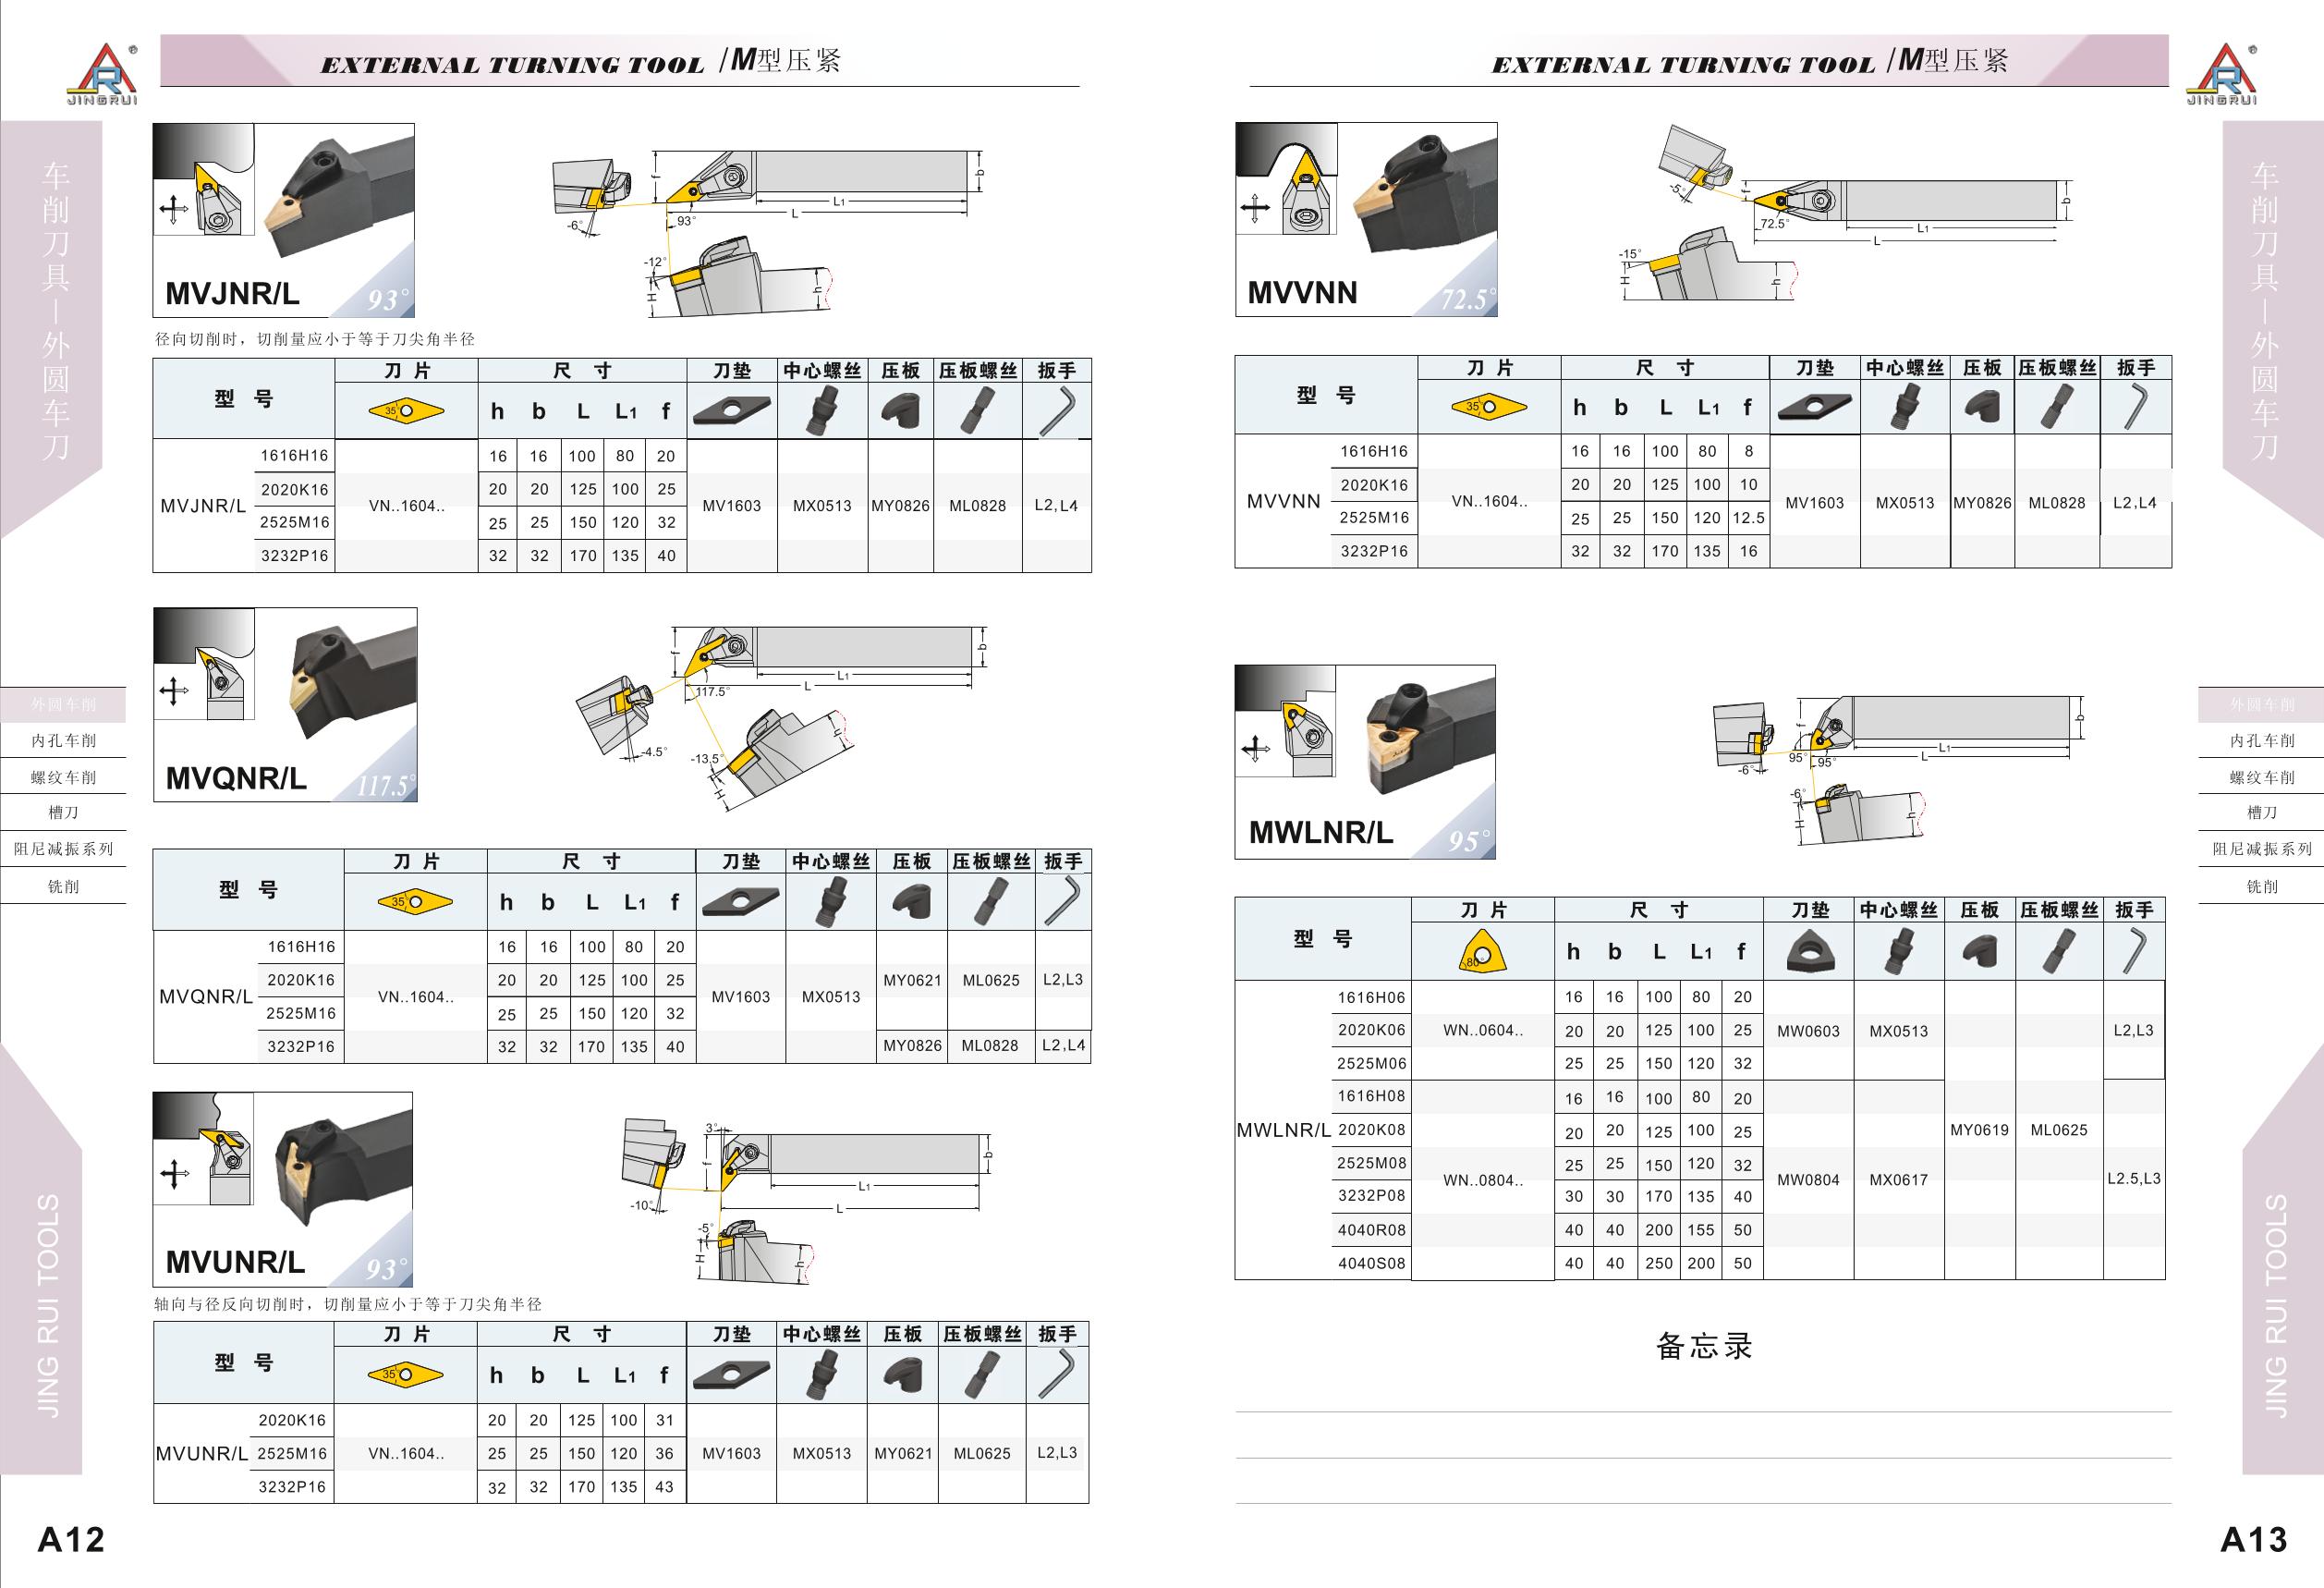 JINGRUI
EXTERNAL TURNING TOOL /M型压紧
车削刀具—外圆车刀
外圆车削
内孔车削
螺纹车削
槽刀
阻尼减振系列
铣削
JING RUI TOOLS
MVJNR/L 93°
f b L1 L 93° -6° -12° H h
径向切削时，切削量应小于等于刀尖角半径
型 号 刀 片 尺 寸 刀垫 中心螺丝 压板 压板螺丝 扳手
35° h b L L1 f
MVJNR/L VN..1604.. MV1603 MX0513 MY0826 ML0828 L2,L4
1616H16 16 16 100 80 20
2020K16 20 20 125 100 25
2525M16 25 25 150 120 32
3232P16 32 32 170 135 40
MVQNR/L 117.5°
f b L1 L 117.5° -4.5° -13.5° H h
型 号 刀 片 尺 寸 刀垫 中心螺丝 压板 压板螺丝 扳手
35° h b L L1 f
MVQNR/L VN..1604.. MV1603 MX0513
1616H16 16 16 100 80 20
2020K16 20 20 125 100 25 MY0621 ML0625 L2,L3
2525M16 25 25 150 120 32
3232P16 32 32 170 135 40 MY0826 ML0828 L2,L4
MVUNR/L 93°
3° f b L1 L -10° -5° H h
轴向与径反向切削时，切削量应小于等于刀尖角半径
型 号 刀 片 尺 寸 刀垫 中心螺丝 压板 压板螺丝 扳手
35° h b L L1 f
2020K16 20 20 125 100 31
MVUNR/L 2525M16 VN..1604.. 25 25 150 120 36 MV1603 MX0513 MY0621 ML0625 L2,L3
3232P16 32 32 170 135 43
A12
EXTERNAL TURNING TOOL /M型压紧
JINGRUI
MVVNN 72.5°
-5° f b 72.5° L1 L -15° H h
型 号 刀 片 尺 寸 刀垫 中心螺丝 压板 压板螺丝 扳手
35° h b L L1 f
MVVNN VN..1604.. MV1603 MX0513 MY0826 ML0828 L2,L4
1616H16 16 16 100 80 8
2020K16 20 20 125 100 10
2525M16 25 25 150 120 12.5
3232P16 32 32 170 135 16
MWLNR/L 95°
f b L1 L 95° 95° -6° -6° H h
型 号 刀 片 尺 寸 刀垫 中心螺丝 压板 压板螺丝 扳手
80° h b L L1 f
1616H06 16 16 100 80 20
2020K06 WN..0604.. 20 20 125 100 25 MW0603 MX0513 L2,L3
2525M06 25 25 150 120 32
1616H08 16 16 100 80 20
MWLNR/L 2020K08 20 20 125 100 25 MY0619 ML0625
2525M08 25 25 150 120 32
WN..0804.. MW0804 MX0617 L2.5,L3
3232P08 30 30 170 135 40
4040R08 40 40 200 155 50
4040S08 40 40 250 200 50
备忘录
车削刀具—外圆车刀
外圆车削
内孔车削
螺纹车削
槽刀
阻尼减振系列
铣削
JING RUI TOOLS
A13